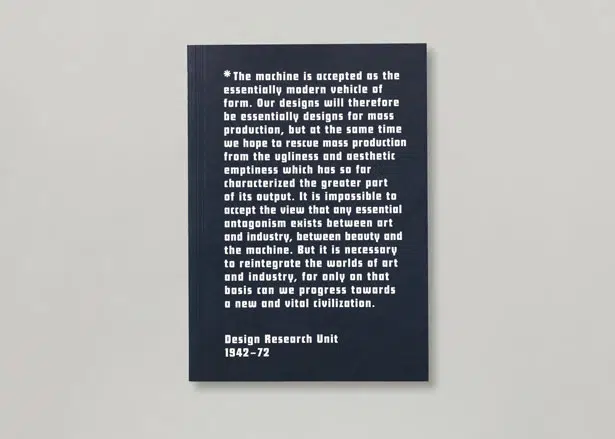 *The machine is accepted as the
essentially modern vehicle of
form. Our designs will therefore
be essentially designs for mass
production, but at the same time
we hope to rescue mass production
from the ugliness and aesthetic
emptiness which has so far
characterized the greater part
of its output. It is impossible to
accept the view that any essential
antagonism exists between art
and industry, between beauty and
the machine. But it is necessary
to reintegrate the worlds of art
and industry, for only on that
basis can we progress towards
a new and vital civilization.
Design Research Unit
1942–72